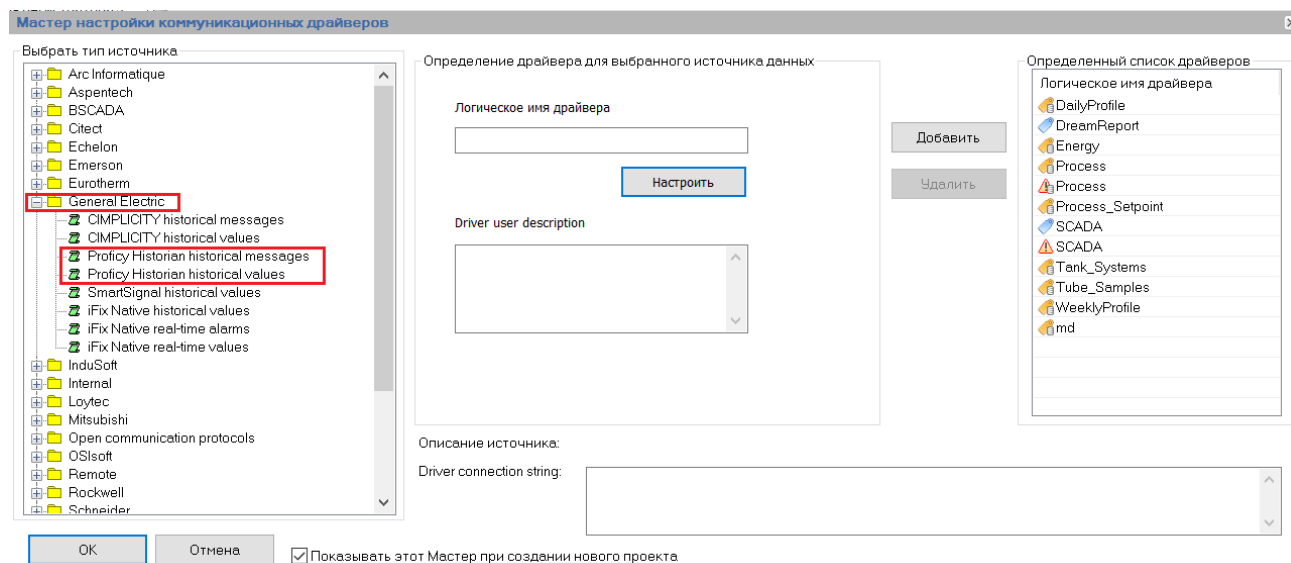 Мастер настройки коммуникационных драйверов
Выбрать тип источника
Arc Informatique
Aspentech
BSCADA
Citect
Echelon
Emerson
Eurotherm
General Electric
CIMPLICITY historical messages
CIMPLICITY historical values
Proficy Historian historical messages
Proficy Historian historical values
SmartSignal historical values
iFix Native historical values
iFix Native real-time alarms
iFix Native real-time values
InduSoft
Internal
Loytec
Mitsubishi
Open communication protocols
OSIsoft
Remote
Rockwell
Schneider
Определение драйвера для выбранного источника данных
Логическое имя драйвера
Настроить
Driver user description
Добавить
Удалить
Определенный список драйверов
Логическое имя драйвера
DailyProfile
DreamReport
Energy
Process
Process
Process_Setpoint
SCADA
SCADA
Tank_Systems
Tube_Samples
WeeklyProfile
md
Описание источника:
Driver connection string:
OK
Отмена
Показывать этот Мастер при создании нового проекта